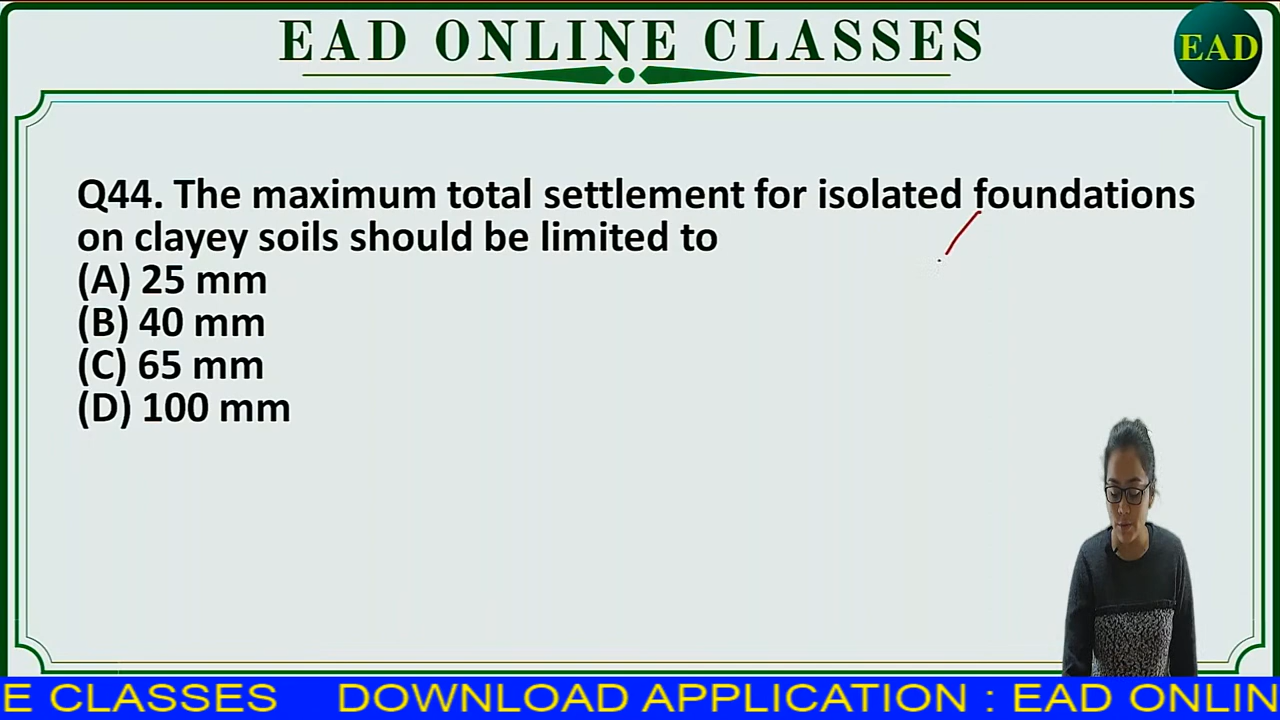 EAD ONLINE CLASSES
EAD
Q44. The maximum total settlement for isolated foundations
on clayey soils should be limited to
(A) 25 mm
(B) 40 mm
(C) 65 mm
(D) 100 mm
E CLASSES DOWNLOAD APPLICATION : EAD ONLIN